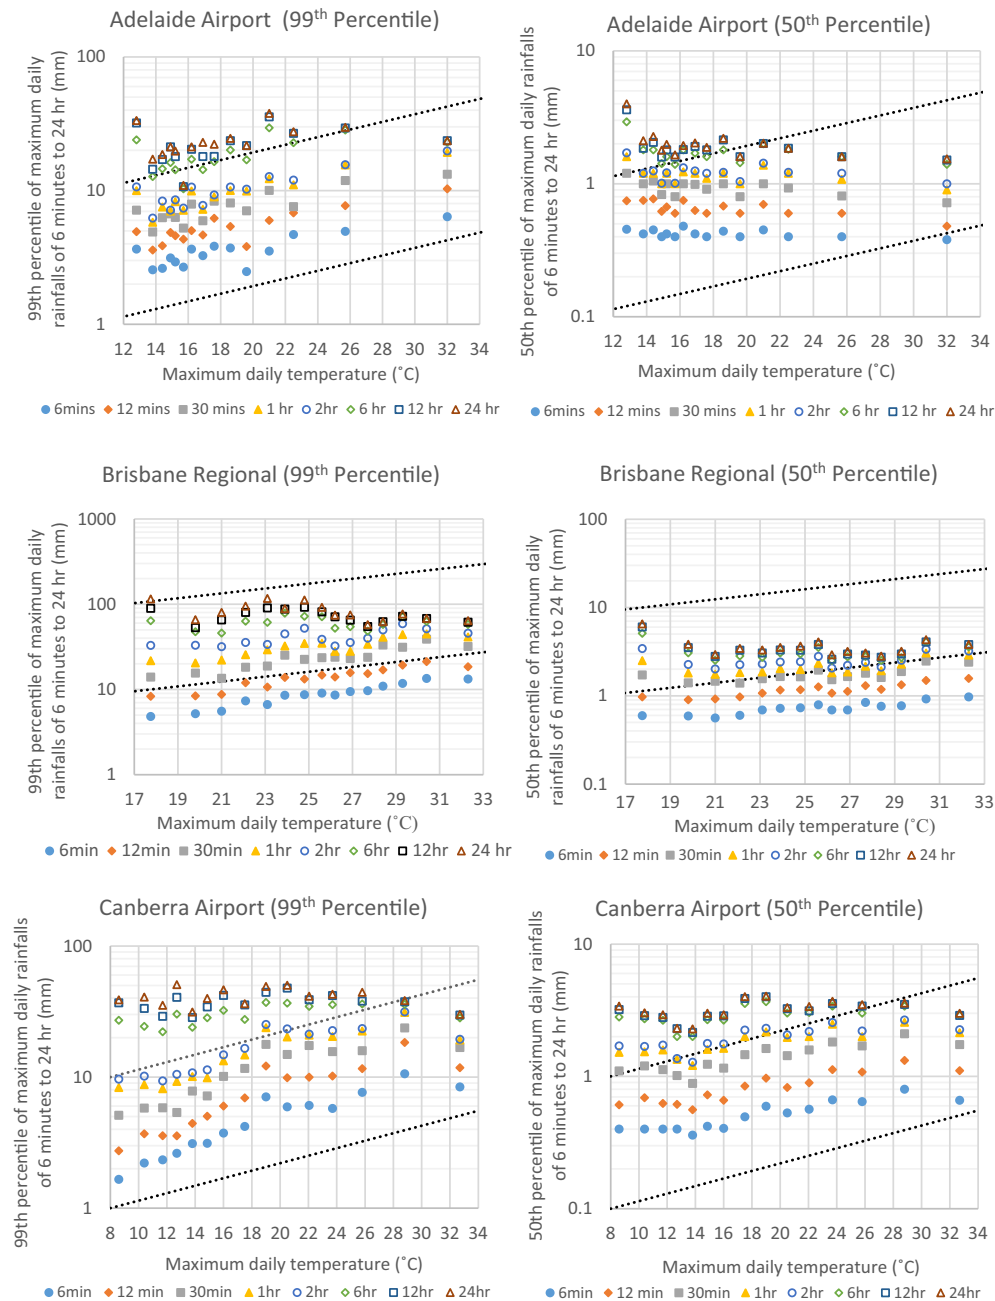 Adelaide Airport (99th Percentile)
99th percentile of maximum daily
rainfalls of 6 minutes to 24 hr (mm)
100
10
1
12 14 16 18 20 22 24 26 28 30 32 34
Maximum daily temperature (˚C)
6mins 12 mins 30 mins 1 hr 2hr 6 hr 12 hr 24 hr
Adelaide Airport (50th Percentile)
50th percentile of maximum daily rainfalls
of 6 minutes to 24 hr (mm)
10
1
0.1
12 14 16 18 20 22 24 26 28 30 32 34
Maximum daily temperature (˚C)
6mins 12 mins 30 mins 1 hr 2hr 6 hr 12 hr 24 hr
Brisbane Regional (99th Percentile)
99th percentile of maximum daily
rainfalls of 6 minutes to 24 hr (mm)
1000
100
10
1
17 19 21 23 25 27 29 31 33
Maximum daily temperature (˚C)
6min 12min 30min 1hr 2hr 6hr 12hr 24 hr
Brisbane Regional (50th Percentile)
50th percentile of maximum daily
rainfalls of 6 minutes to 24 hr (mm)
100
10
1
0.1
17 19 21 23 25 27 29 31 33
Maximum daily temperature (˚C)
6min 12 min 30min 1hr 2hr 6hr 12hr 24 hr
Canberra Airport (99th Percentile)
99th percentile of maximum daily rainfalls
of 6 minutes to 24 hr (mm)
100
10
1
8 10 12 14 16 18 20 22 24 26 28 30 32 34
Maximum daily temperature (˚C)
6min 12 min 30min 1hr 2hr 6hr 12hr 24hr
Canberra Airport (50th Percentile)
50th percentile of maximum daily rainfalls
of 6 minutes to 24 hr (mm)
10
1
0.1
8 10 12 14 16 18 20 22 24 26 28 30 32 34
Maximum daily temperature (˚C)
6min 12 min 30min 1hr 2hr 6hr 12hr 24hr